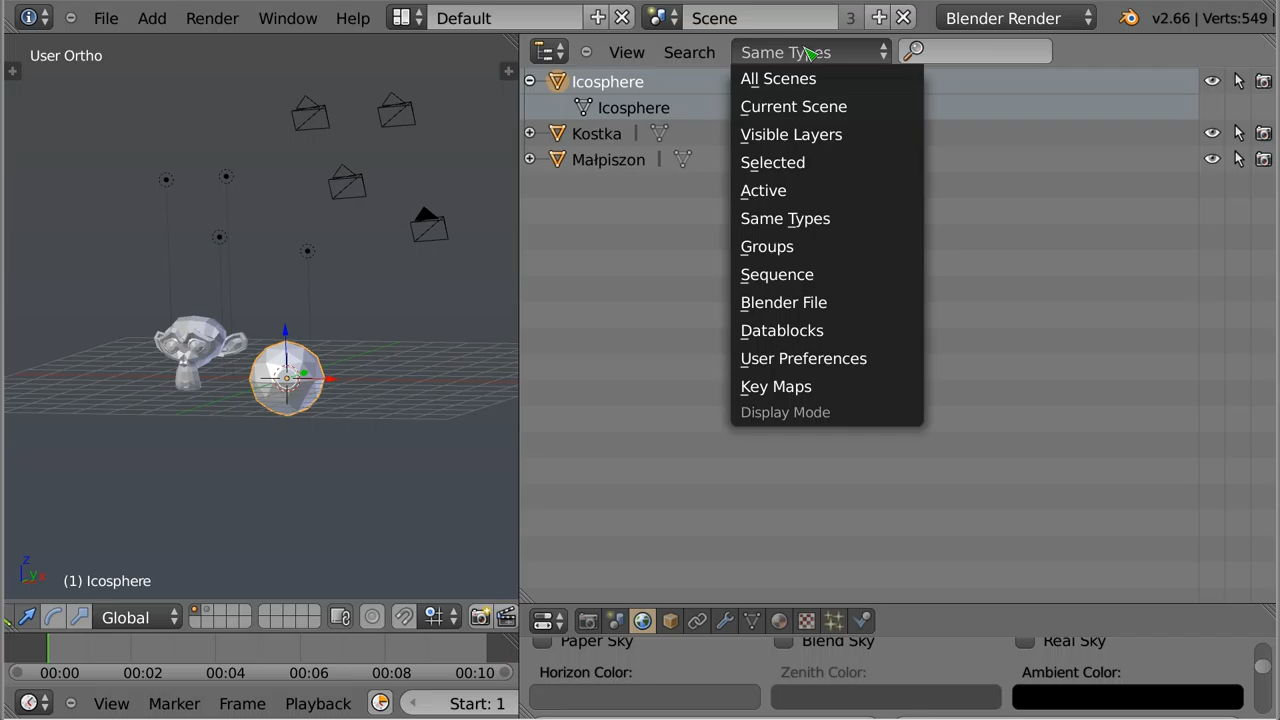 File Add Render Window Help Default Scene 3 Blender Render v2.66 | Verts:549 |
User Ortho
View Search Same Types
Icosphere
Icosphere
Kostka
Małpiszon
All Scenes
Current Scene
Visible Layers
Selected
Active
Same Types
Groups
Sequence
Blender File
Datablocks
User Preferences
Key Maps
Display Mode
z
y x
(1) Icosphere
Global
00:00 00:02 00:04 00:06 00:08 00:10
Marker Frame Playback Start: 1
View
Paper Sky Blend Sky Real Sky
Horizon Color: Zenith Color: Ambient Color: